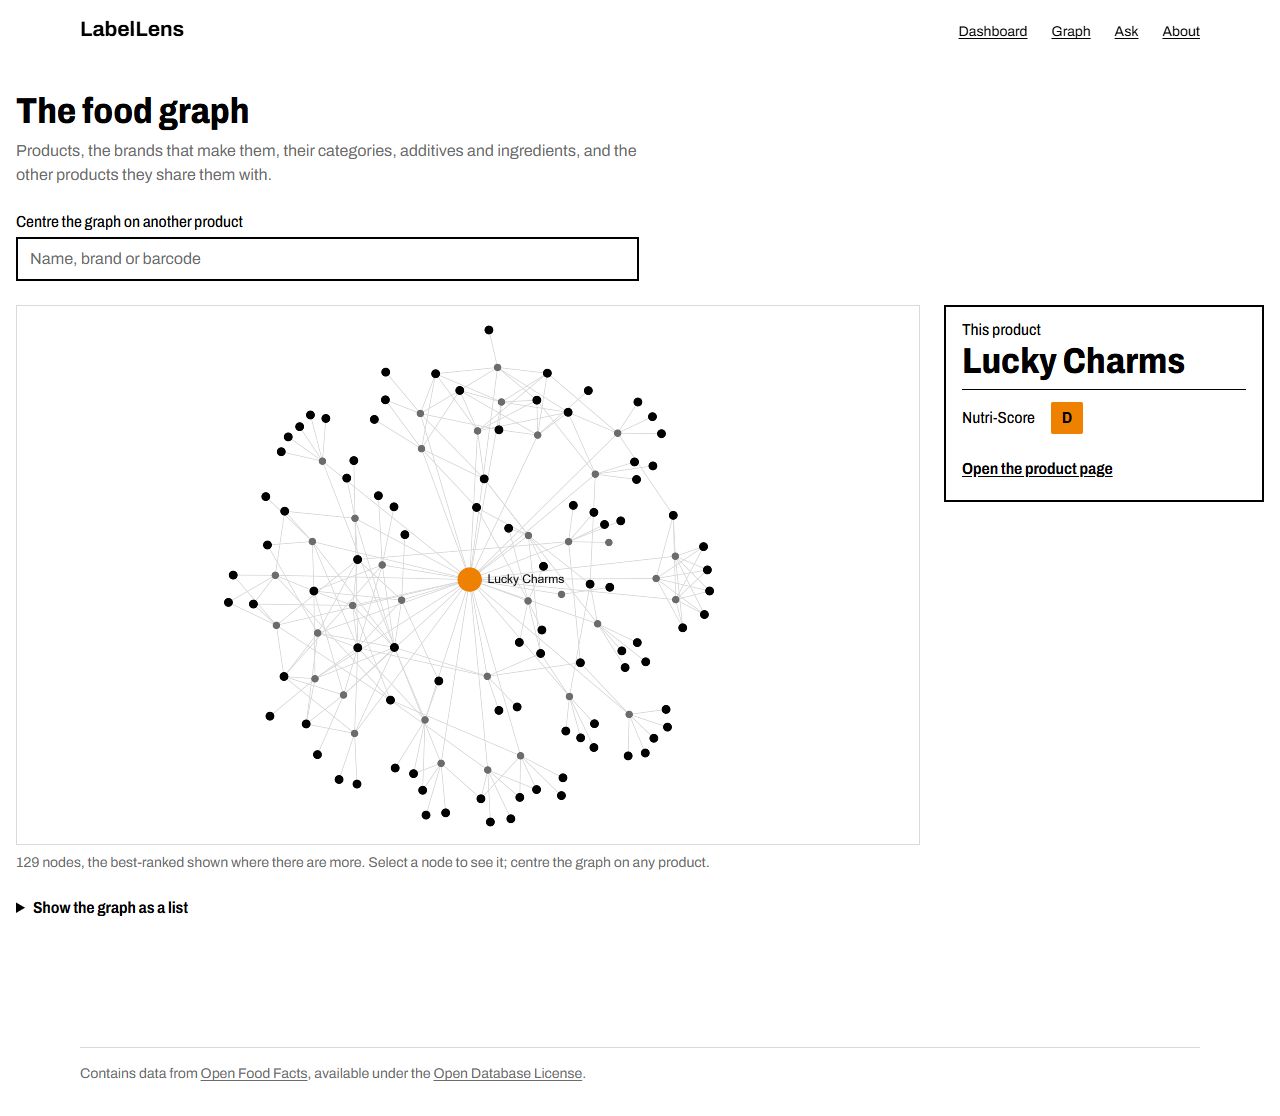 LabelLens
Dashboard Graph Ask About
The food graph
Products, the brands that make them, their categories, additives and ingredients, and the
other products they share them with.
Centre the graph on another product
Name, brand or barcode
This product
Lucky Charms
Nutri-Score D
Open the product page
Lucky Charms
129 nodes, the best-ranked shown where there are more. Select a node to see it; centre the graph on any product.
Show the graph as a list
Contains data from Open Food Facts, available under the Open Database License.